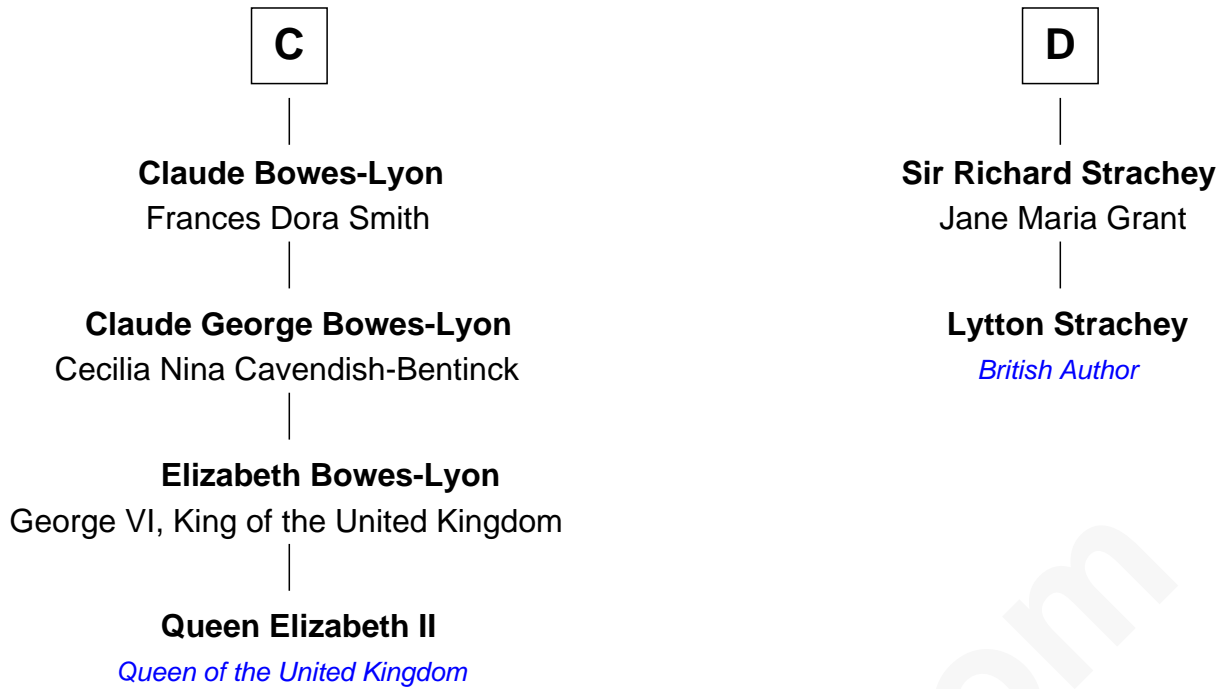 C
Claude Bowes-Lyon
Frances Dora Smith
Claude George Bowes-Lyon
Cecilia Nina Cavendish-Bentinck
Elizabeth Bowes-Lyon
George VI, King of the United Kingdom
Queen Elizabeth II
Queen of the United Kingdom
D
Sir Richard Strachey
Jane Maria Grant
Lytton Strachey
British Author
om